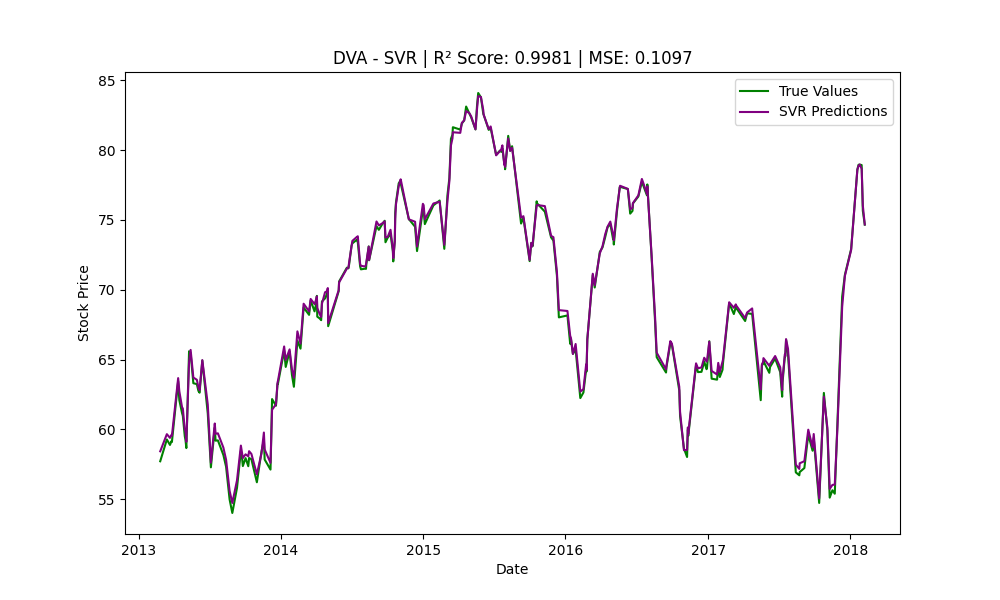 DVA - SVR | R² Score: 0.9981 | MSE: 0.1097
True Values
SVR Predictions
Stock Price
85
80
75
70
65
60
55
2013
2014
2015
2016
2017
2018
Date